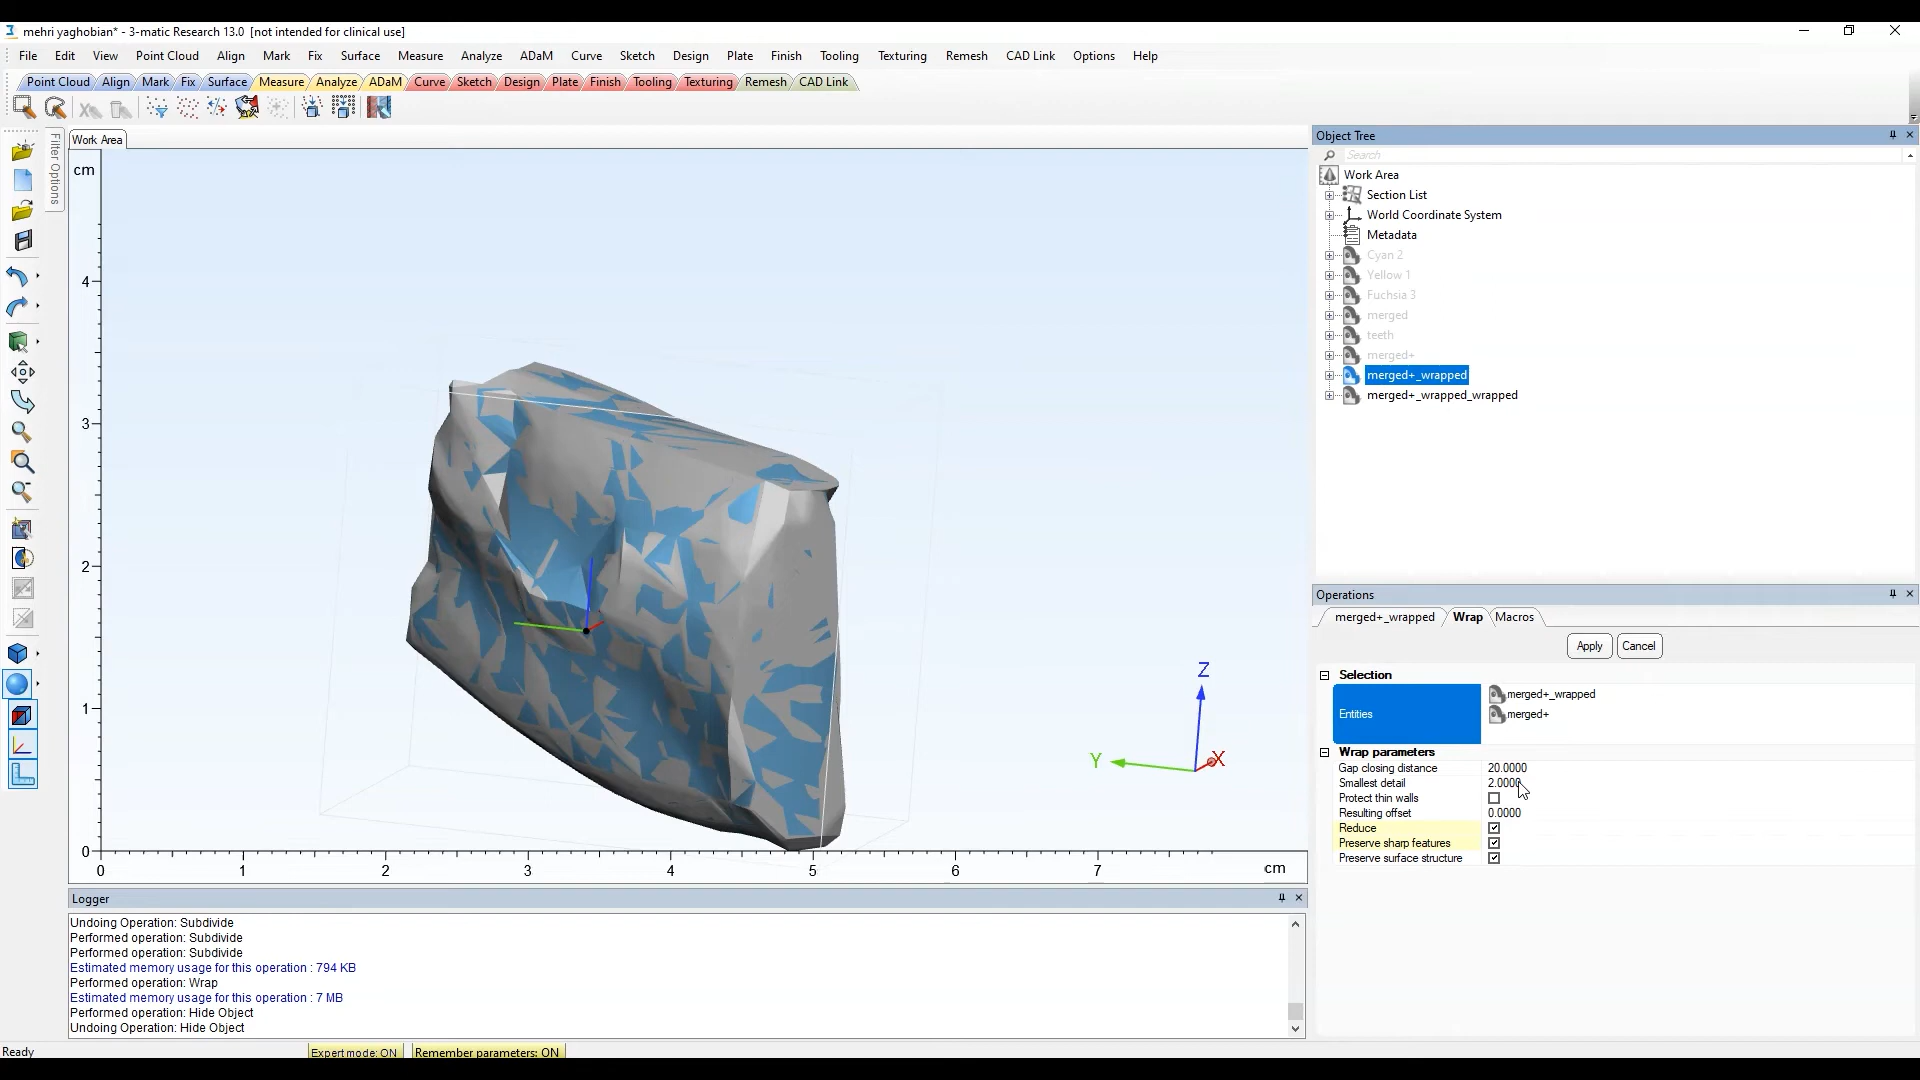 mehri yaghobian* - 3-matic Research 13.0 [not intended for clinical use]
File Edit View Point Cloud Align Mark Fix Surface Measure Analyze ADaM Curve Sketch Design Plate Finish Tooling Texturing Remesh CAD Link Options Help
Point Cloud Align Mark Fix Surface Measure Analyze ADaM Curve Sketch Design Plate Finish Tooling Texturing Remesh CAD Link
Filter Options
Work Area
cm
4
3
2
1
0
0 1 2 3 4 5 6 7 cm
Z
Y
X
Object Tree
Search
Work Area
Section List
World Coordinate System
Metadata
Cyan 2
Yellow 1
Fuchsia 3
merged
teeth
merged+
merged+_wrapped
merged+_wrapped_wrapped
Operations
merged+_wrapped Wrap Macros
Apply Cancel
Selection
Entities
merged+_wrapped
merged+
Wrap parameters
Gap closing distance 20.0000
Smallest detail 2.0000
Protect thin walls
Resulting offset 0.0000
Reduce
Preserve sharp features
Preserve surface structure
Logger
Undoing Operation: Subdivide
Performed operation: Subdivide
Performed operation: Subdivide
Estimated memory usage for this operation : 794 KB
Performed operation: Wrap
Estimated memory usage for this operation : 7 MB
Performed operation: Hide Object
Undoing Operation: Hide Object
Ready
Expert mode: ON
Remember parameters: ON